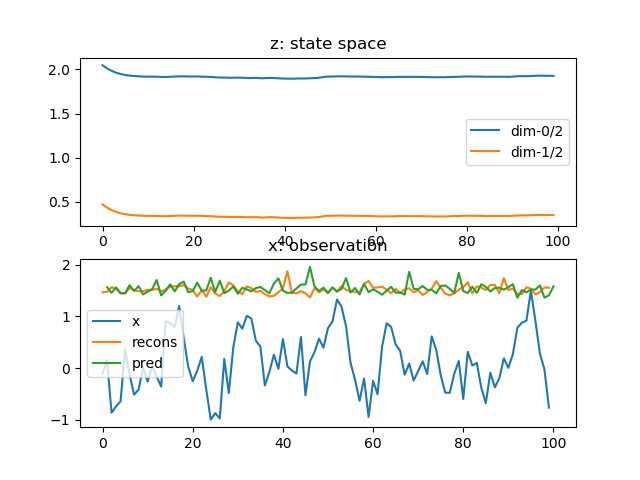 z: state space
2.0
1.5
1.0
0.5
dim-0/2
dim-1/2
0 20 40 60 80 100
x: observation
2
1
0
−1
x
recons
pred
0 20 40 60 80 100